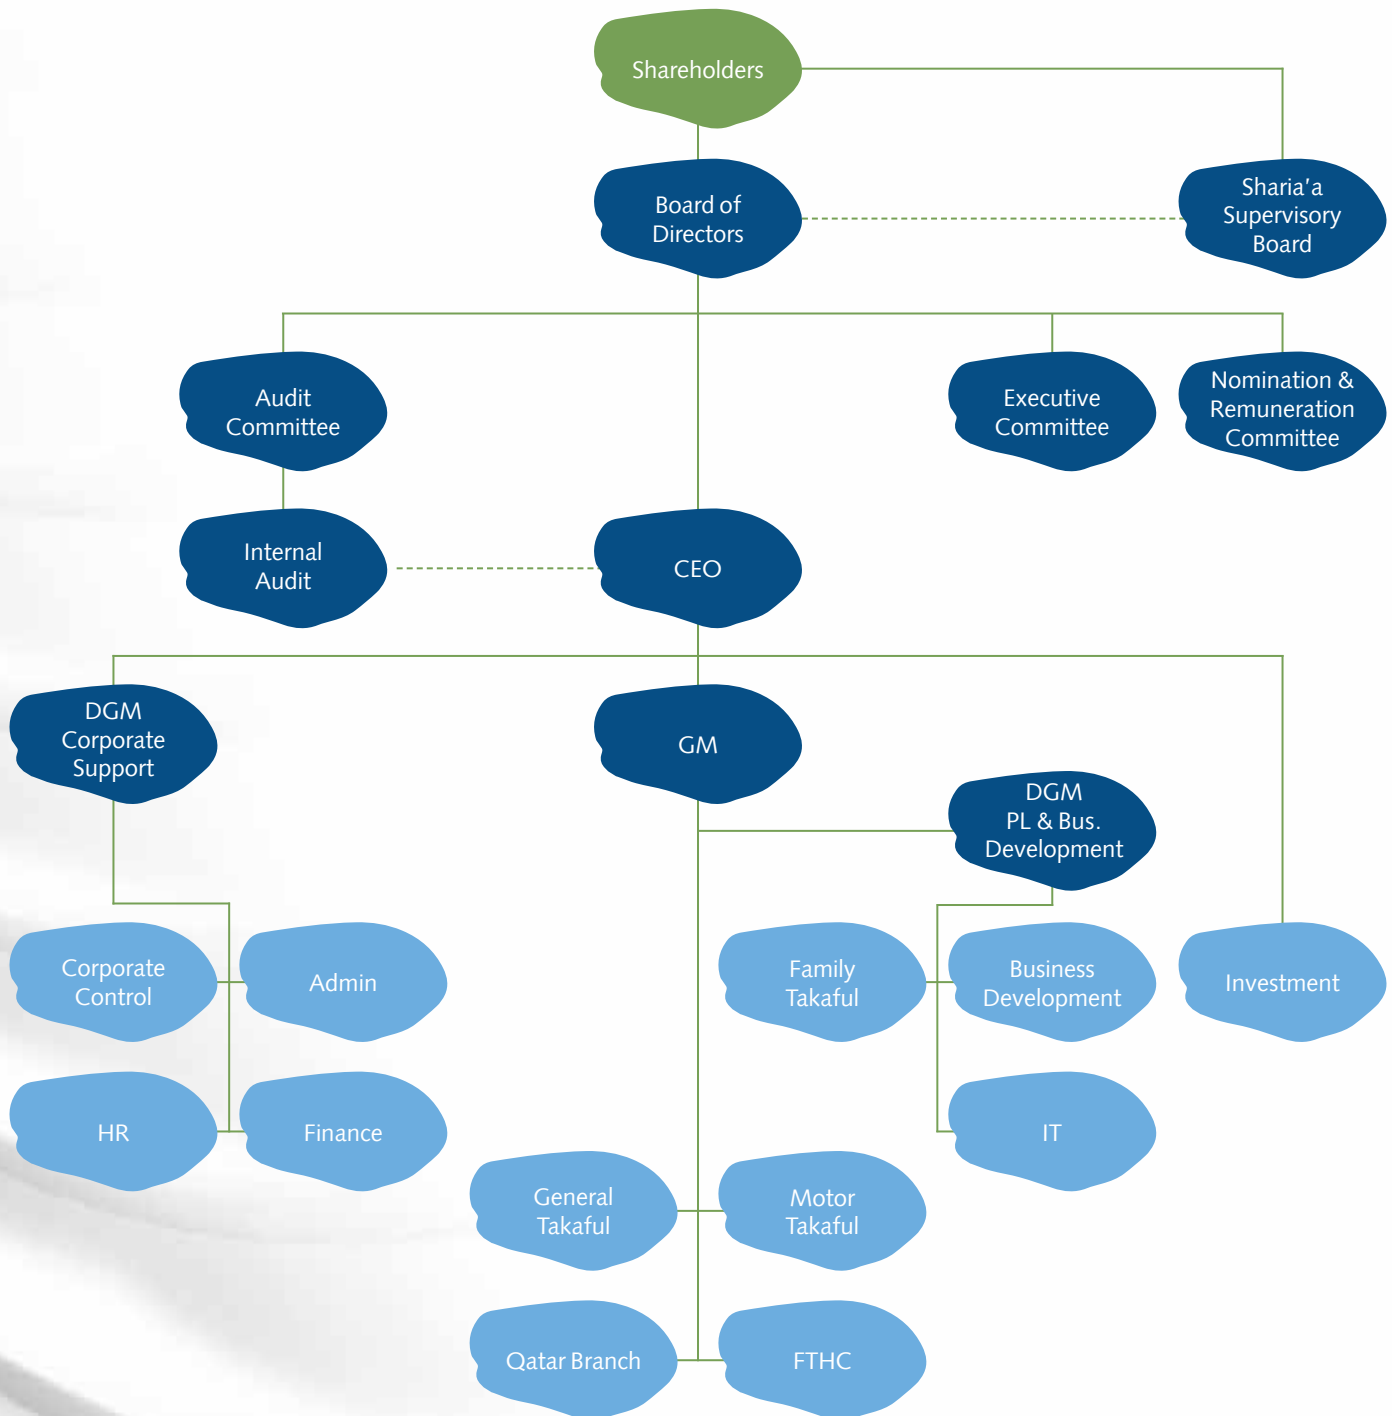 Shareholders
Board of
Directors
Sharia'a
Supervisory
Board
Audit
Committee
Executive
Committee
Nomination &
Remuneration
Committee
Internal
Audit
CEO
DGM
Corporate
Support
GM
DGM
PL & Bus.
Development
Corporate
Control
Admin
Family
Takaful
Business
Development
Investment
HR
Finance
IT
General
Takaful
Motor
Takaful
Qatar Branch
FTHC